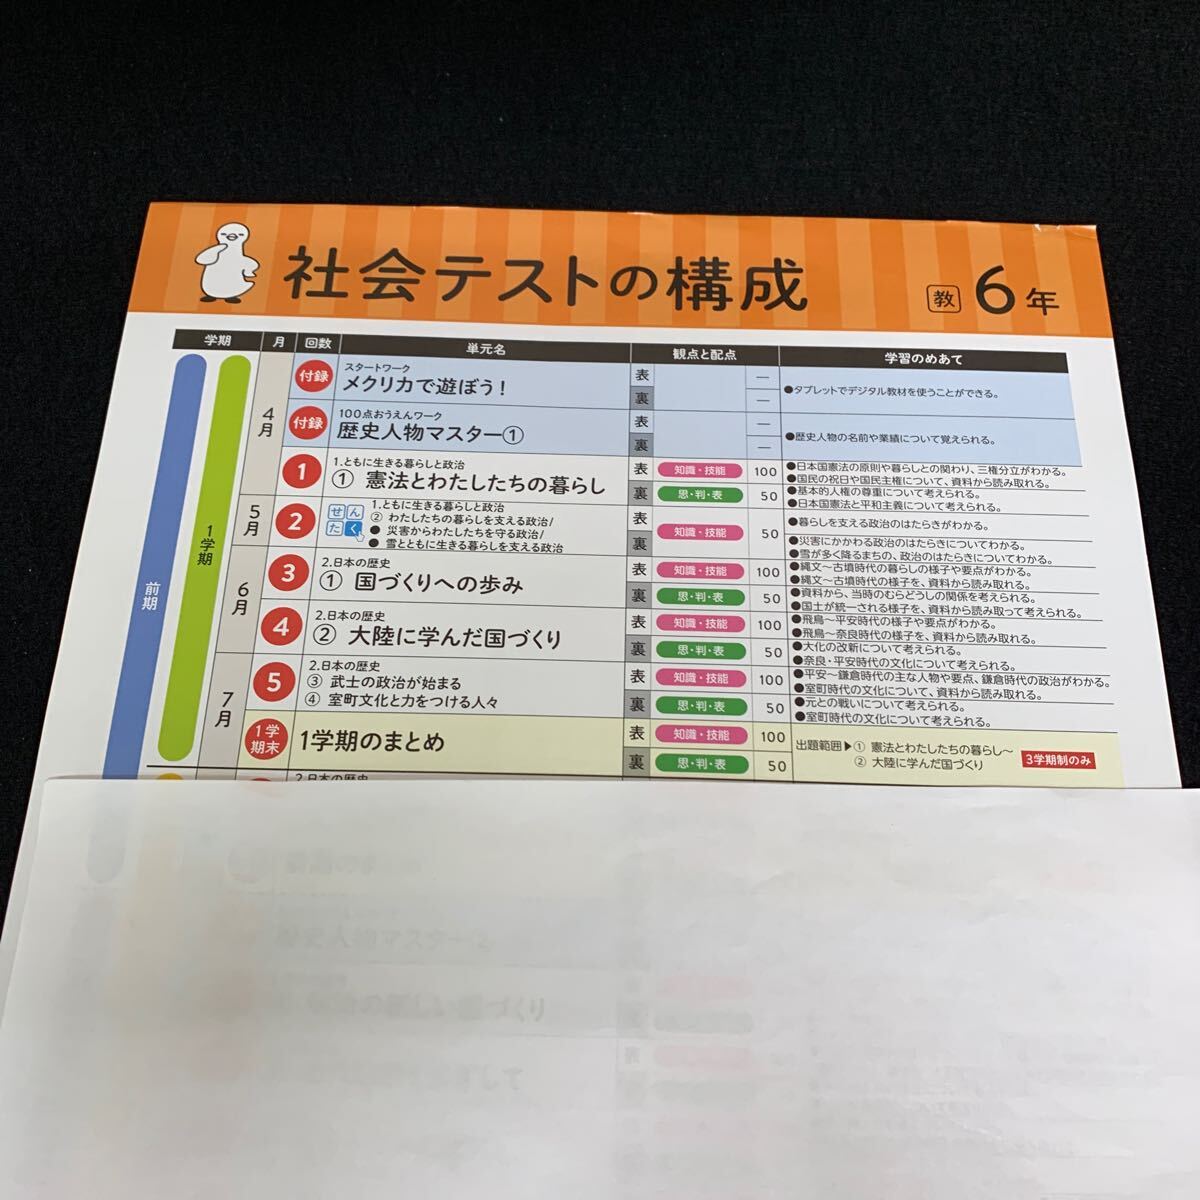 社会テストの構成
教 6年
学期 月 回数 単元名 観点と配点 学習のめあて
前期
1学期
4月
付録 スタートワーク
メクリカで遊ぼう！
表 —
裏 —
●タブレットでデジタル教材を使うことができる。
付録 100点おうえんワーク
歴史人物マスター①
表 —
裏 —
●歴史人物の名前や業績について覚えられる。
1 1.ともに生きる暮らしと政治
① 憲法とわたしたちの暮らし
表 知識・技能 100
●日本国憲法の原則や暮らしとの関わり、三権分立がわかる。
●国民の祝日や国民主権について、資料から読み取れる。
裏 思・判・表 50
●基本的人権の尊重について考えられる。
●日本国憲法と平和主義について考えられる。
5月
2 せんたく
1.ともに生きる暮らしと政治
② わたしたちの暮らしを支える政治/
● 災害からわたしたちを守る政治/
● 雪とともに生きる暮らしを支える政治
表
裏
知識・技能 50
●暮らしを支える政治のはたらきがわかる。
●災害にかかわる政治のはたらきについてわかる。
●雪が多く降るまちの、政治のはたらきについてわかる。
6月
3 2.日本の歴史
① 国づくりへの歩み
表 知識・技能 100
●縄文〜古墳時代の暮らしの様子や要点がわかる。
●縄文〜古墳時代の様子を、資料から読み取れる。
裏 思・判・表 50
●資料から、当時のむらどうしの関係を考えられる。
●国土が統一される様子を、資料から読み取って考えられる。
4 2.日本の歴史
② 大陸に学んだ国づくり
表 知識・技能 100
●飛鳥〜平安時代の様子や要点がわかる。
●飛鳥〜奈良時代の様子を、資料から読み取れる。
裏 思・判・表 50
●大化の改新について考えられる。
●奈良・平安時代の文化について考えられる。
7月
5 2.日本の歴史
③ 武士の政治が始まる
④ 室町文化と力をつける人々
表 知識・技能 100
●平安〜鎌倉時代の主な人物や要点、鎌倉時代の政治がわかる。
●室町時代の文化について、資料から読み取れる。
裏 思・判・表 50
●元との戦いについて考えられる。
●室町時代の文化について考えられる。
1学期末 1学期のまとめ
表 知識・技能 100
裏 思・判・表 50
出題範囲▶① 憲法とわたしたちの暮らし〜
② 大陸に学んだ国づくり
3学期制のみ
2.日本の歴史